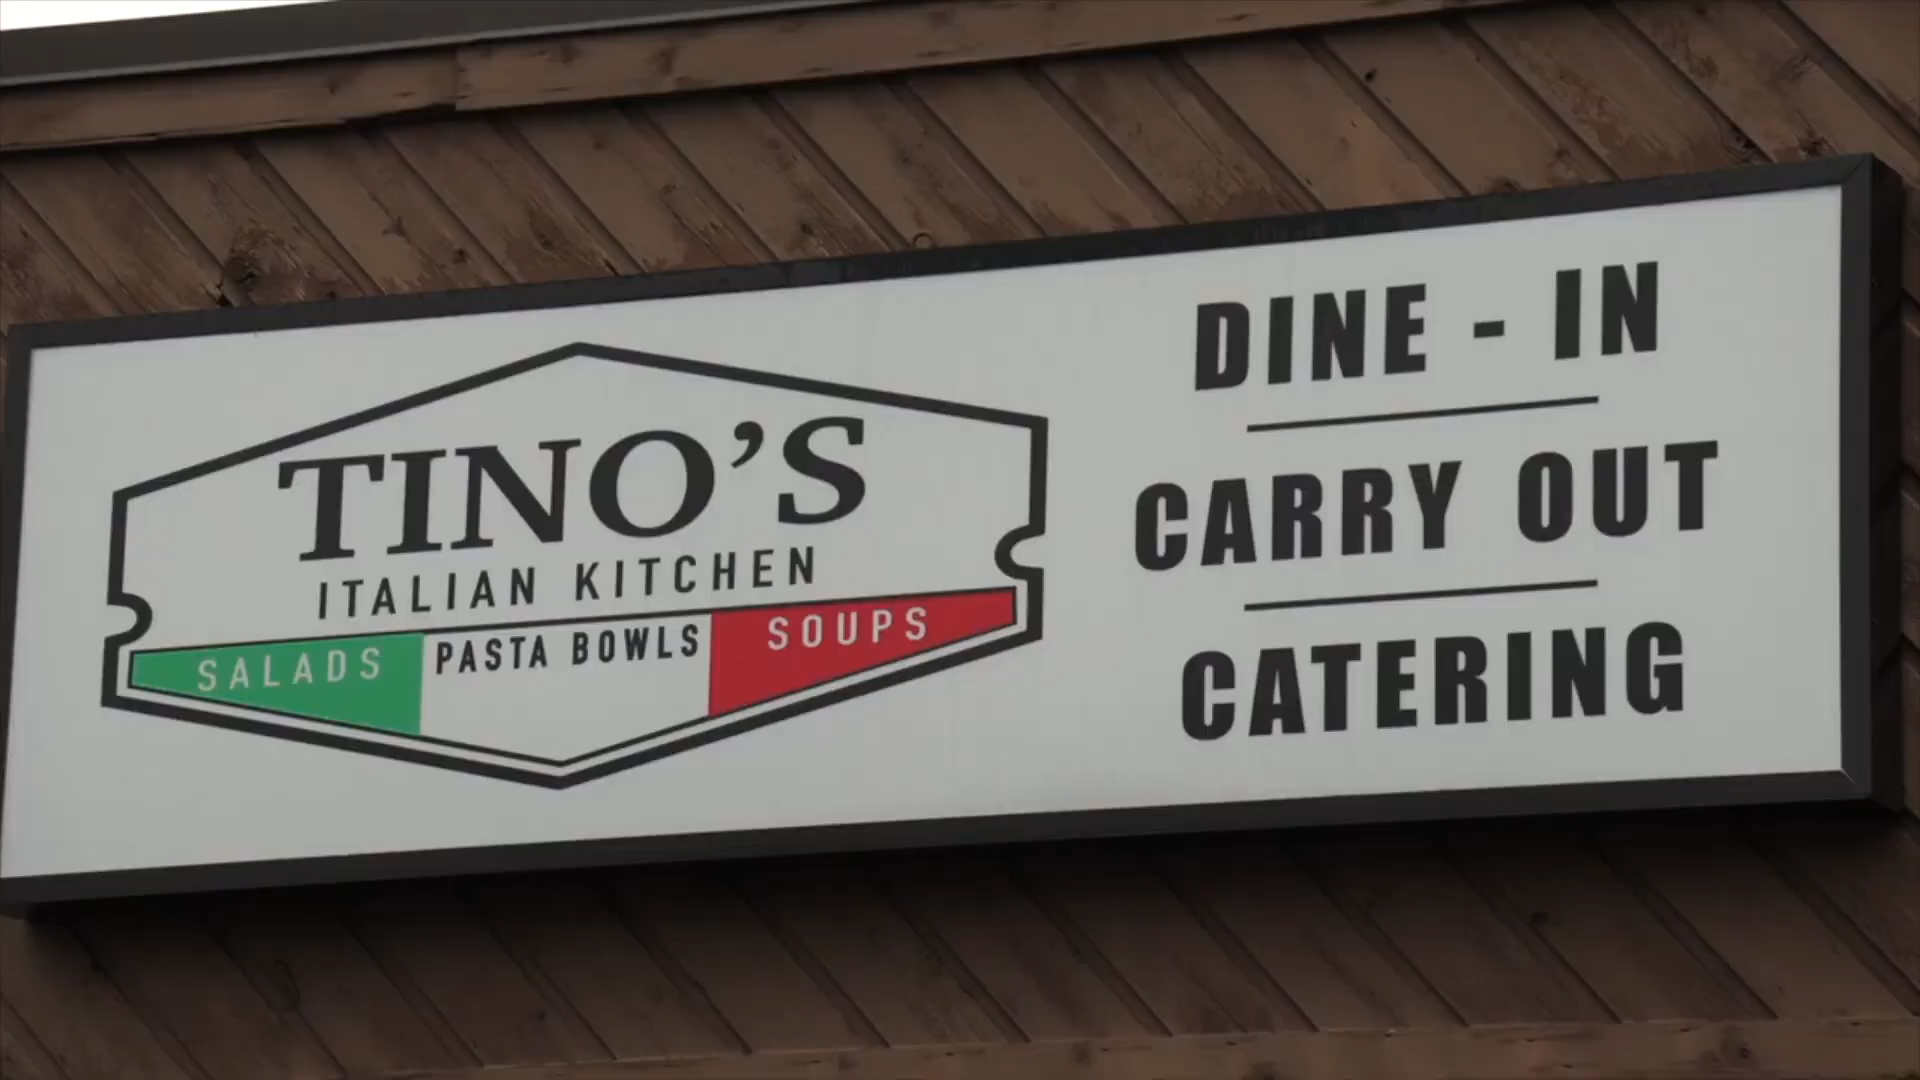 TINO'S
ITALIAN KITCHEN
SALADS PASTA BOWLS SOUPS
DINE - IN
CARRY OUT
CATERING